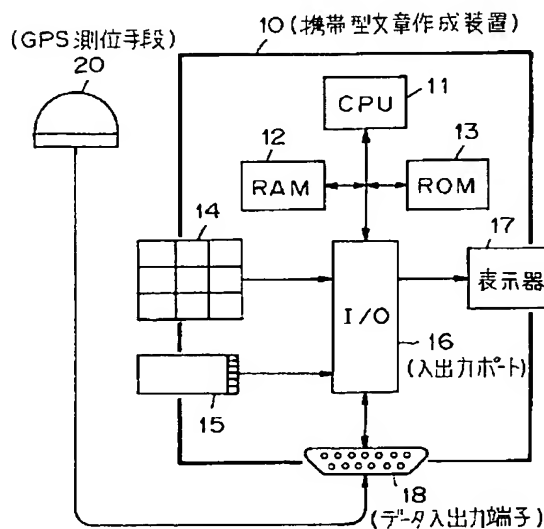 (GPS測位手段)
20
10(携帯型文章作成装置)
CPU
11
12
RAM
13
ROM
14
17
表示器
I/O
16
(入出力ポート)
15
18
(データ入出力端子)